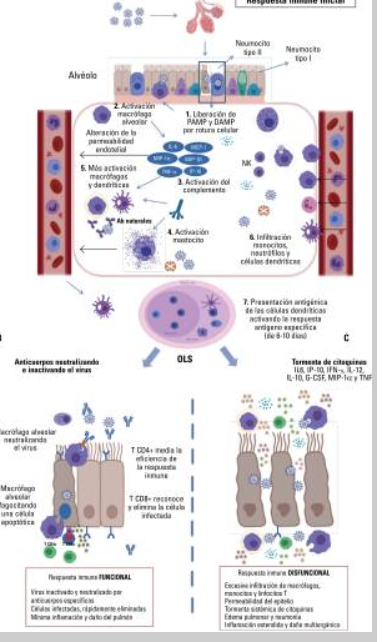 Respuesta inmune inicial
Neumocito
tipo II
Neumocito
tipo I
Alvéolo
2. Activación
macrófago
alveolar
1. Liberación de
PAMP y DAMP
por rotura celular
Alteración de la
permeabilidad
endotelial
IL-6
MCP-1
MIP-1α
TNF-α
NK
5. Más activación
macrófagos
y dendríticas
3. Activación del
complemento
Ab naturales
4. Activación
mastocito
6. Infiltración
monocitos,
neutrófilos y
células dendríticas
7. Presentación antigénica
de las células dendríticas
activando la respuesta
antígeno específica
(de 6-10 días)
OLS
C
Anticuerpos neutralizando
e inactivando el virus
Tormenta de citoquinas
IL6, IP-10, IFN-γ, IL-12,
IL-10, G-CSF, MIP-1α y TNF
Macrófago alveolar
neutralizando
el virus
T CD4+ media la
eficiencia de
la respuesta
inmune
Macrófago
alveolar
fagocitando
una célula
apoptótica
T CD8+ reconoce
y elimina la célula
infectada
Respuesta inmune FUNCIONAL
Virus inactivado y neutralizado por
anticuerpos específicos
Células infectadas, rápidamente eliminadas
Mínima inflamación y daño del pulmón
Respuesta inmune DISFUNCIONAL
Excesiva infiltración de macrófagos,
monocitos y linfocitos T
Permeabilidad del epitelio
Tormenta sistémica de citoquinas
Edema pulmonar y neumonía
Inflamación extendida y daño multiorgánico